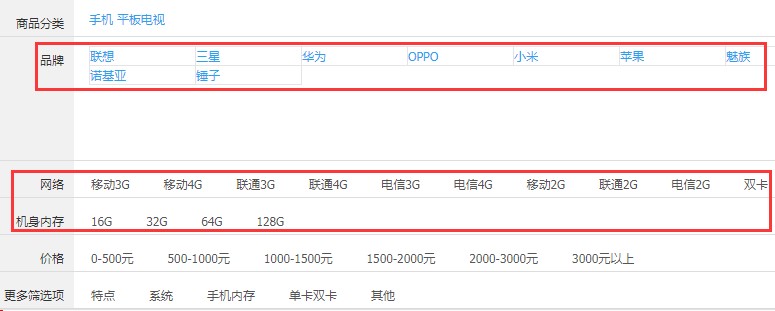 商品分类 手机 平板电视
品牌 联想 三星 华为 OPPO 小米 苹果 魅族
诺基亚 锤子
网络 移动3G 移动4G 联通3G 联通4G 电信3G 电信4G 移动2G 联通2G 电信2G 双卡
机身内存 16G 32G 64G 128G
价格 0-500元 500-1000元 1000-1500元 1500-2000元 2000-3000元 3000元以上
更多筛选项 特点 系统 手机内存 单卡双卡 其他